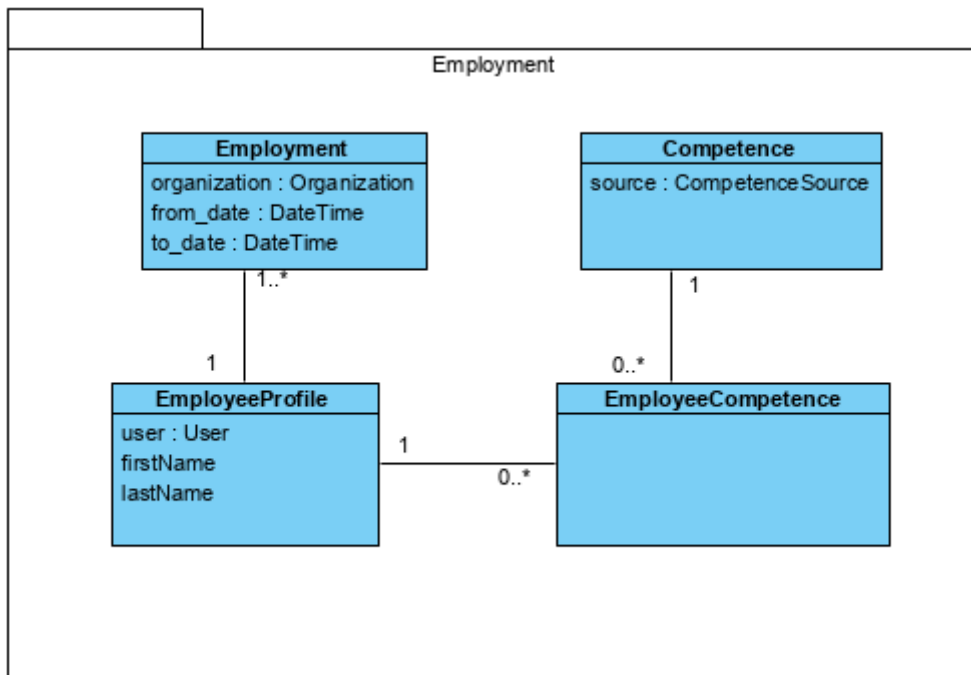 Employment
Employment
organization : Organization
from_date : DateTime
to_date : DateTime
Competence
source : CompetenceSource
1..*
1
1
0..*
EmployeeProfile
user : User
firstName
lastName
1
0..*
EmployeeCompetence